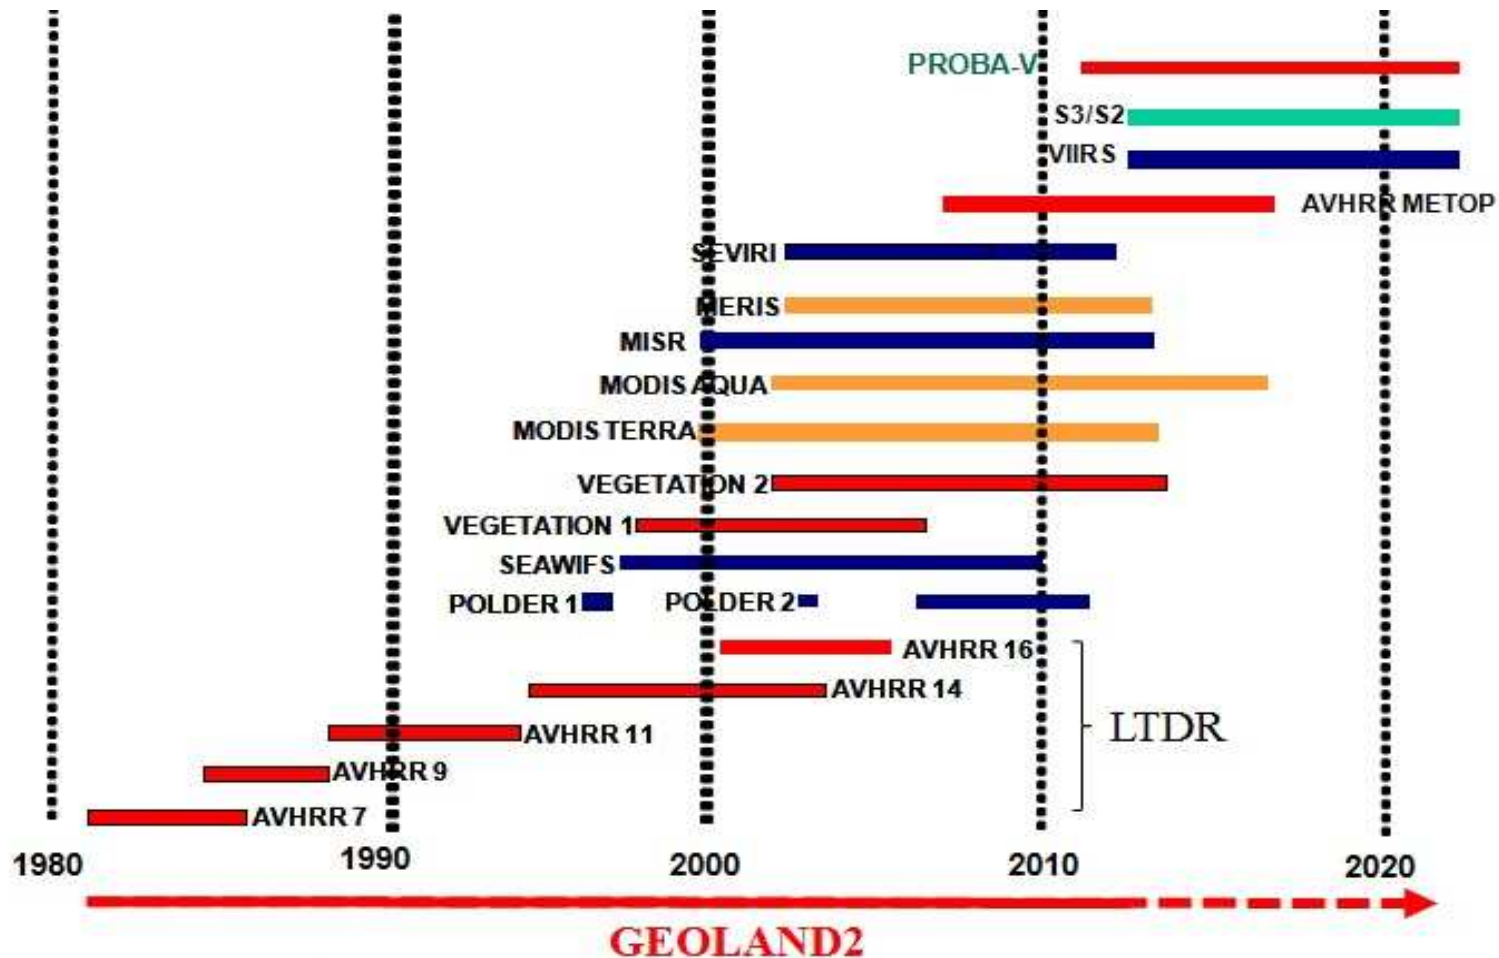 PROBA-V
S3/S2
VIIRS
AVHRR METOP
SEVIRI
MERIS
MISR
MODIS AQUA
MODIS TERRA
VEGETATION 2
VEGETATION 1
SEAWIFS
POLDER 1 POLDER 2
AVHRR 16
AVHRR 14
LTDR
AVHRR 11
AVHRR 9
AVHRR 7
1980 1990 2000 2010 2020
GEOLAND2